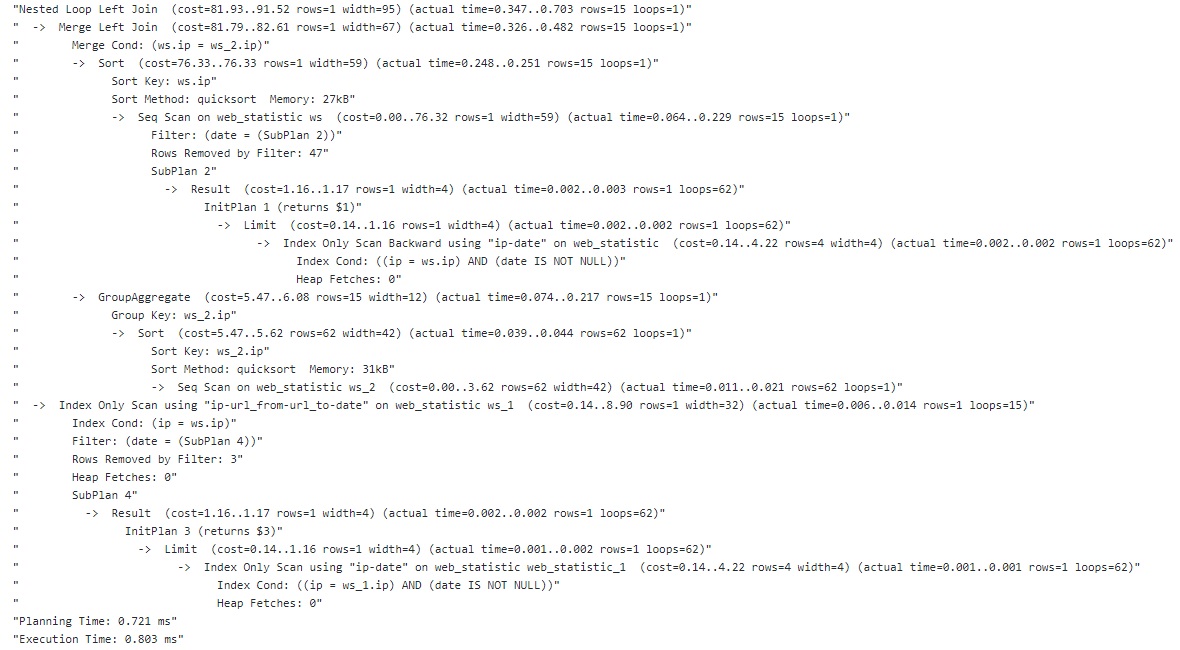 "Nested Loop Left Join  (cost=81.93..91.52 rows=1 width=95) (actual time=0.347..0.703 rows=15 loops=1)"
"  -> Merge Left Join  (cost=81.79..82.61 rows=1 width=67) (actual time=0.326..0.482 rows=15 loops=1)"
"        Merge Cond: (ws.ip = ws_2.ip)"
"        -> Sort  (cost=76.33..76.33 rows=1 width=59) (actual time=0.248..0.251 rows=15 loops=1)"
"              Sort Key: ws.ip"
"              Sort Method: quicksort  Memory: 27kB"
"              -> Seq Scan on web_statistic ws  (cost=0.00..76.32 rows=1 width=59) (actual time=0.064..0.229 rows=15 loops=1)"
"                    Filter: (date = (SubPlan 2))"
"                    Rows Removed by Filter: 47"
"                    SubPlan 2"
"                      -> Result  (cost=1.16..1.17 rows=1 width=4) (actual time=0.002..0.003 rows=1 loops=62)"
"                            InitPlan 1 (returns $1)"
"                              -> Limit  (cost=0.14..1.16 rows=1 width=4) (actual time=0.002..0.002 rows=1 loops=62)"
"                                    -> Index Only Scan Backward using "ip-date" on web_statistic  (cost=0.14..4.22 rows=4 width=4) (actual time=0.002..0.002 rows=1 loops=62)"
"                                          Index Cond: ((ip = ws.ip) AND (date IS NOT NULL))"
"                                          Heap Fetches: 0"
"        -> GroupAggregate  (cost=5.47..6.08 rows=15 width=12) (actual time=0.074..0.217 rows=15 loops=1)"
"              Group Key: ws_2.ip"
"              -> Sort  (cost=5.47..5.62 rows=62 width=42) (actual time=0.039..0.044 rows=62 loops=1)"
"                    Sort Key: ws_2.ip"
"                    Sort Method: quicksort  Memory: 31kB"
"                    -> Seq Scan on web_statistic ws_2  (cost=0.00..3.62 rows=62 width=42) (actual time=0.011..0.021 rows=62 loops=1)"
"  -> Index Only Scan using "ip-url_from-url_to-date" on web_statistic ws_1  (cost=0.14..8.90 rows=1 width=32) (actual time=0.006..0.014 rows=1 loops=15)"
"        Index Cond: (ip = ws.ip)"
"        Filter: (date = (SubPlan 4))"
"        Rows Removed by Filter: 3"
"        Heap Fetches: 0"
"        SubPlan 4"
"          -> Result  (cost=1.16..1.17 rows=1 width=4) (actual time=0.002..0.002 rows=1 loops=62)"
"                InitPlan 3 (returns $3)"
"                  -> Limit  (cost=0.14..1.16 rows=1 width=4) (actual time=0.001..0.002 rows=1 loops=62)"
"                        -> Index Only Scan using "ip-date" on web_statistic web_statistic_1  (cost=0.14..4.22 rows=4 width=4) (actual time=0.001..0.001 rows=1 loops=62)"
"                              Index Cond: ((ip = ws_1.ip) AND (date IS NOT NULL))"
"                              Heap Fetches: 0"
"Planning Time: 0.721 ms"
"Execution Time: 0.803 ms"